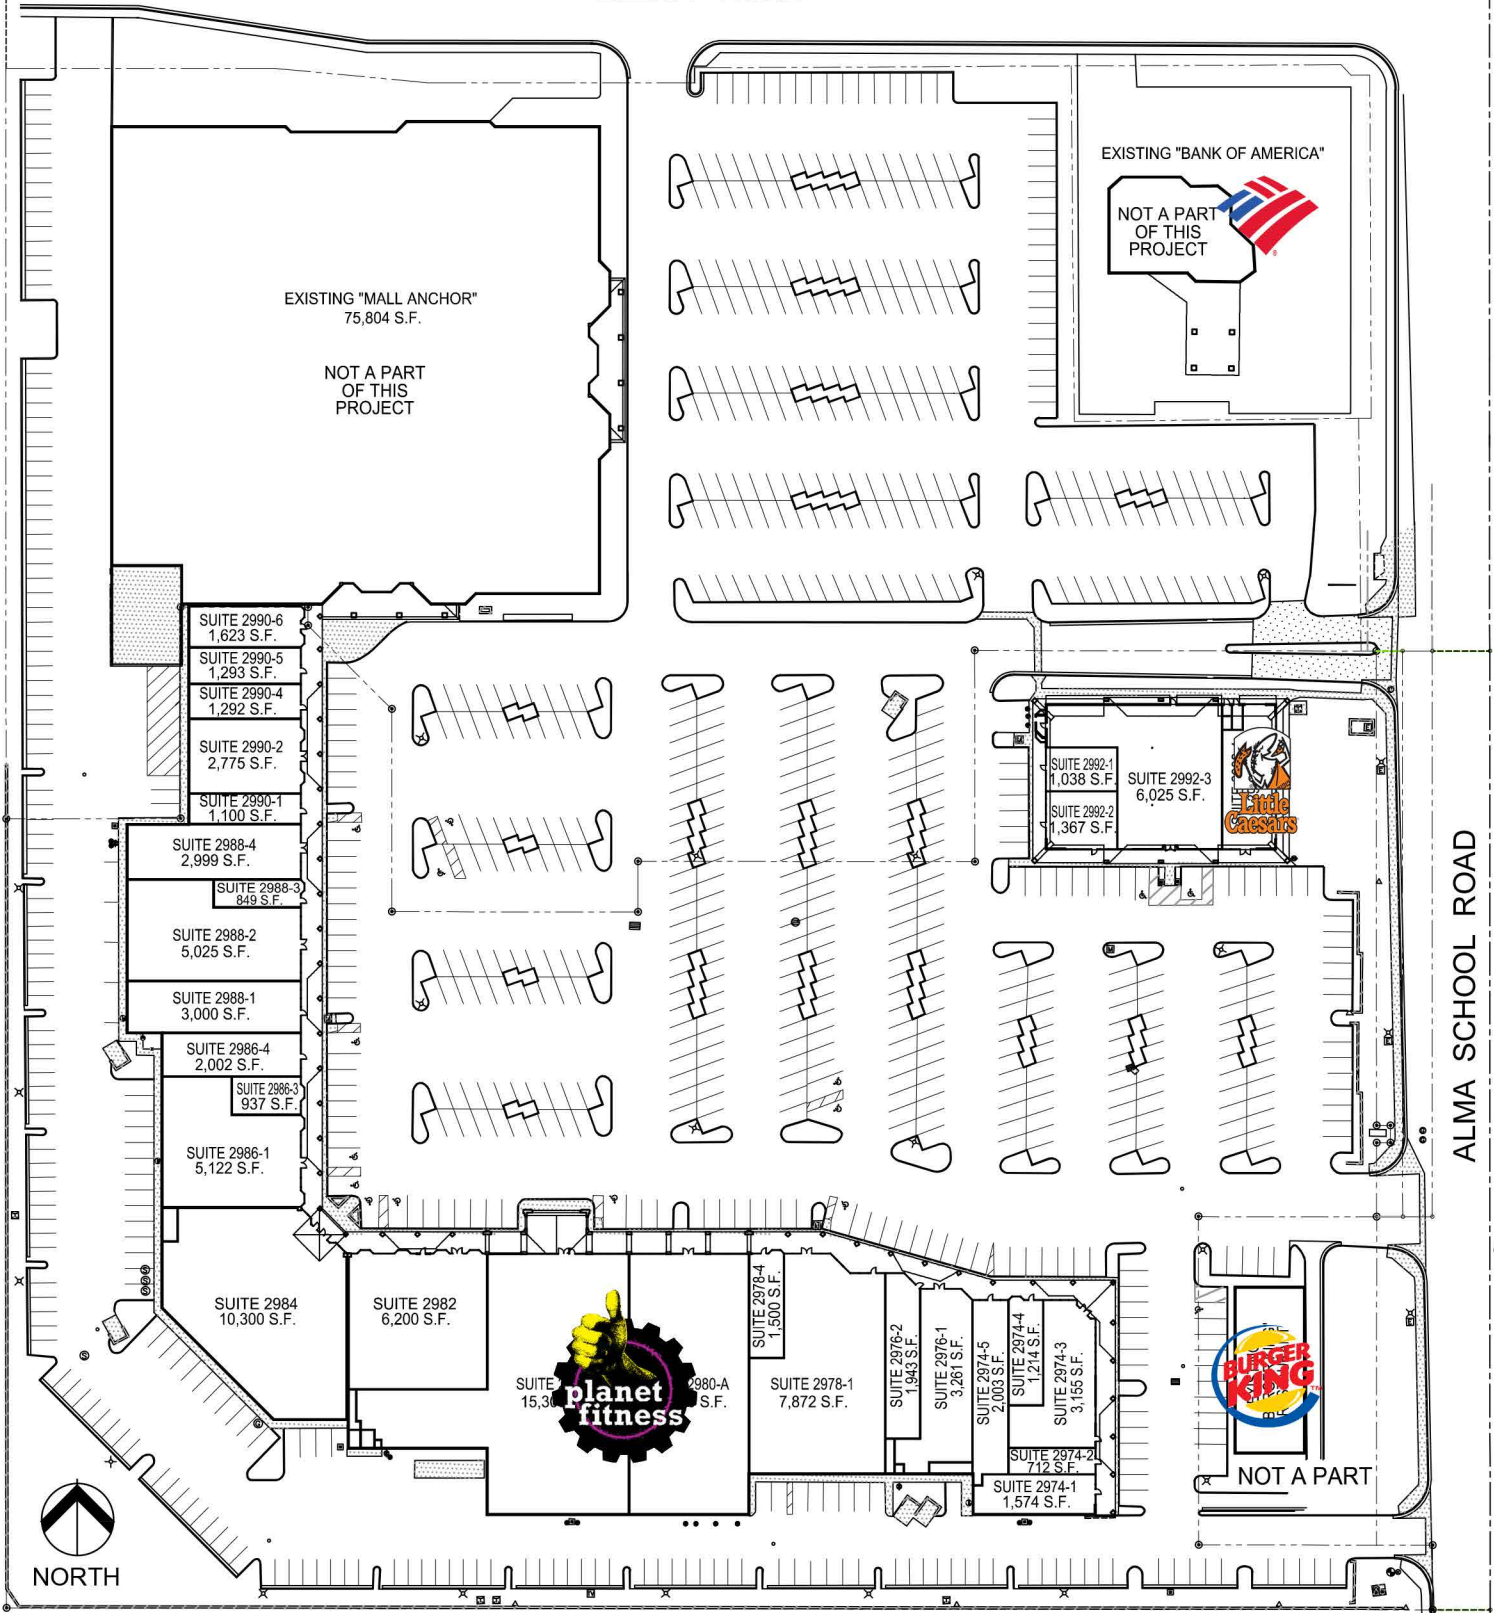 EXISTING "BANK OF AMERICA"
NOT A PART
OF THIS
PROJECT
EXISTING "MALL ANCHOR"
75,804 S.F.
NOT A PART
OF THIS
PROJECT
SUITE 2990-6
1,623 S.F.
SUITE 2990-5
1,293 S.F.
SUITE 2990-4
1,292 S.F.
SUITE 2990-2
2,775 S.F.
SUITE 2990-1
1,100 S.F.
SUITE 2988-4
2,999 S.F.
SUITE 2988-3
849 S.F.
SUITE 2988-2
5,025 S.F.
SUITE 2988-1
3,000 S.F.
SUITE 2986-4
2,002 S.F.
SUITE 2986-3
937 S.F.
SUITE 2986-1
5,122 S.F.
SUITE 2992-1
1,038 S.F.
SUITE 2992-2
1,367 S.F.
SUITE 2992-3
6,025 S.F.
Little
Caesars
ALMA SCHOOL ROAD
SUITE 2984
10,300 S.F.
SUITE 2982
6,200 S.F.
SUITE
planet
fitness
2980-A
S.F.
SUITE 2978-4
1,500 S.F.
SUITE 2978-1
7,872 S.F.
SUITE 2976-2
1,943 S.F.
SUITE 2976-1
3,261 S.F.
SUITE 2974-5
2,003 S.F.
SUITE 2974-4
1,214 S.F.
SUITE 2974-3
3,155 S.F.
SUITE 2974-2
712 S.F.
SUITE 2974-1
1,574 S.F.
BURGER
KING
NOT A PART
NORTH